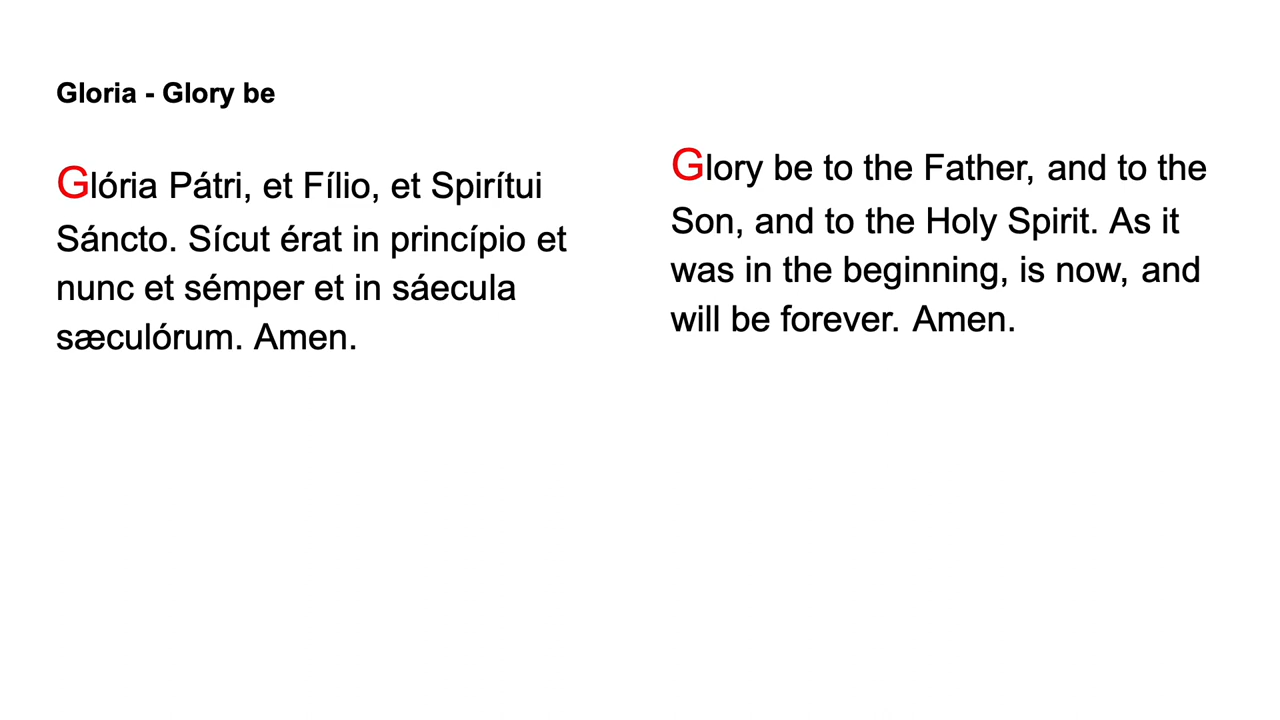 Gloria - Glory be
Glória Pátri, et Fílio, et Spirítui
Sáncto. Sícut érat in princípio et
nunc et sémper et in sáecula
sæculórum. Amen.
Glory be to the Father, and to the
Son, and to the Holy Spirit. As it
was in the beginning, is now, and
will be forever. Amen.